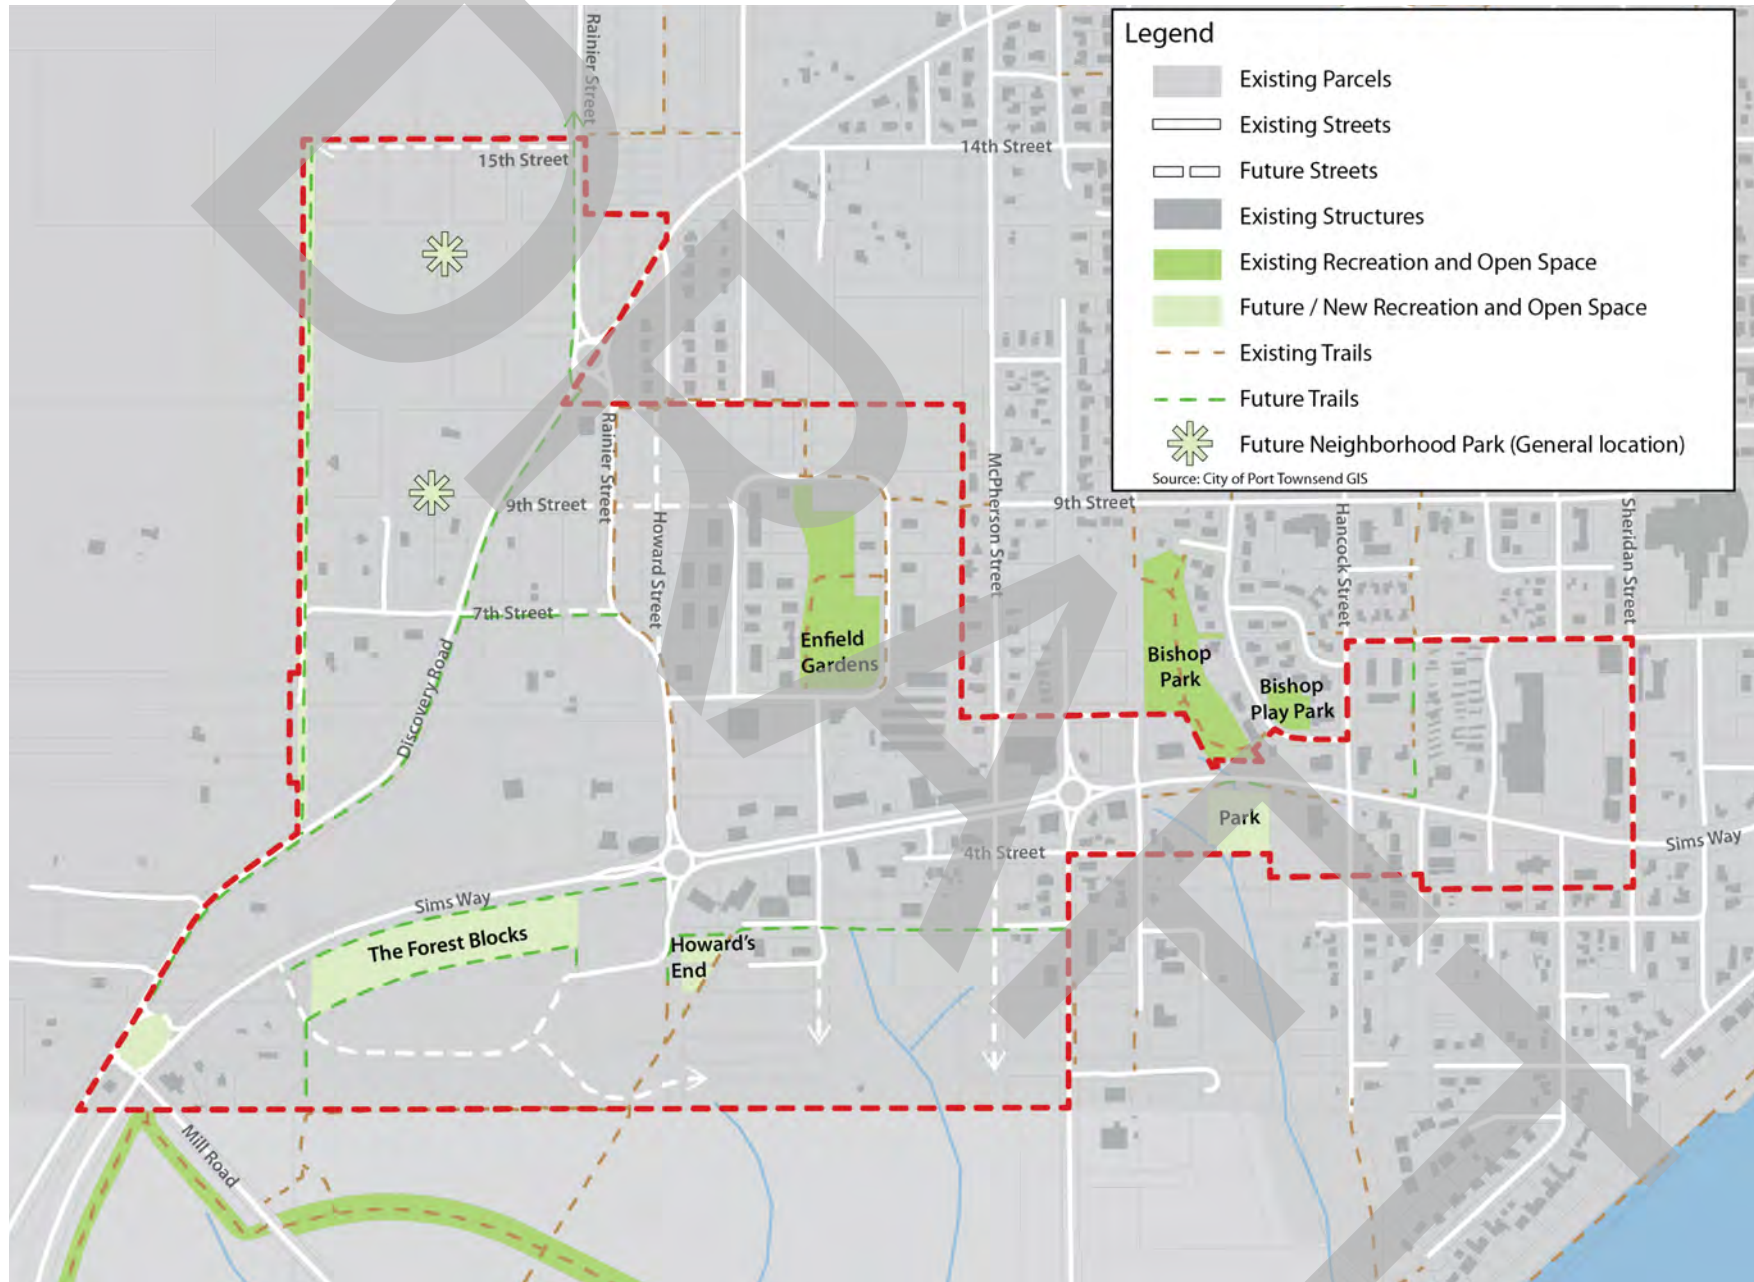 Legend
Existing Parcels
Existing Streets
Future Streets
Existing Structures
Existing Recreation and Open Space
Future / New Recreation and Open Space
Existing Trails
Future Trails
Future Neighborhood Park (General location)
Source: City of Port Townsend GIS
Rainier Street
15th Street
14th Street
Rainier Street
9th Street
Howard Street
McPherson Street
9th Street
Hancock Street
Sheridan Street
7th Street
Discovery Road
Enfield
Gardens
Bishop
Park
Bishop
Play Park
Park
4th Street
Sims Way
Sims Way
The Forest Blocks
Howard's
End
Mill Road
DRAFT